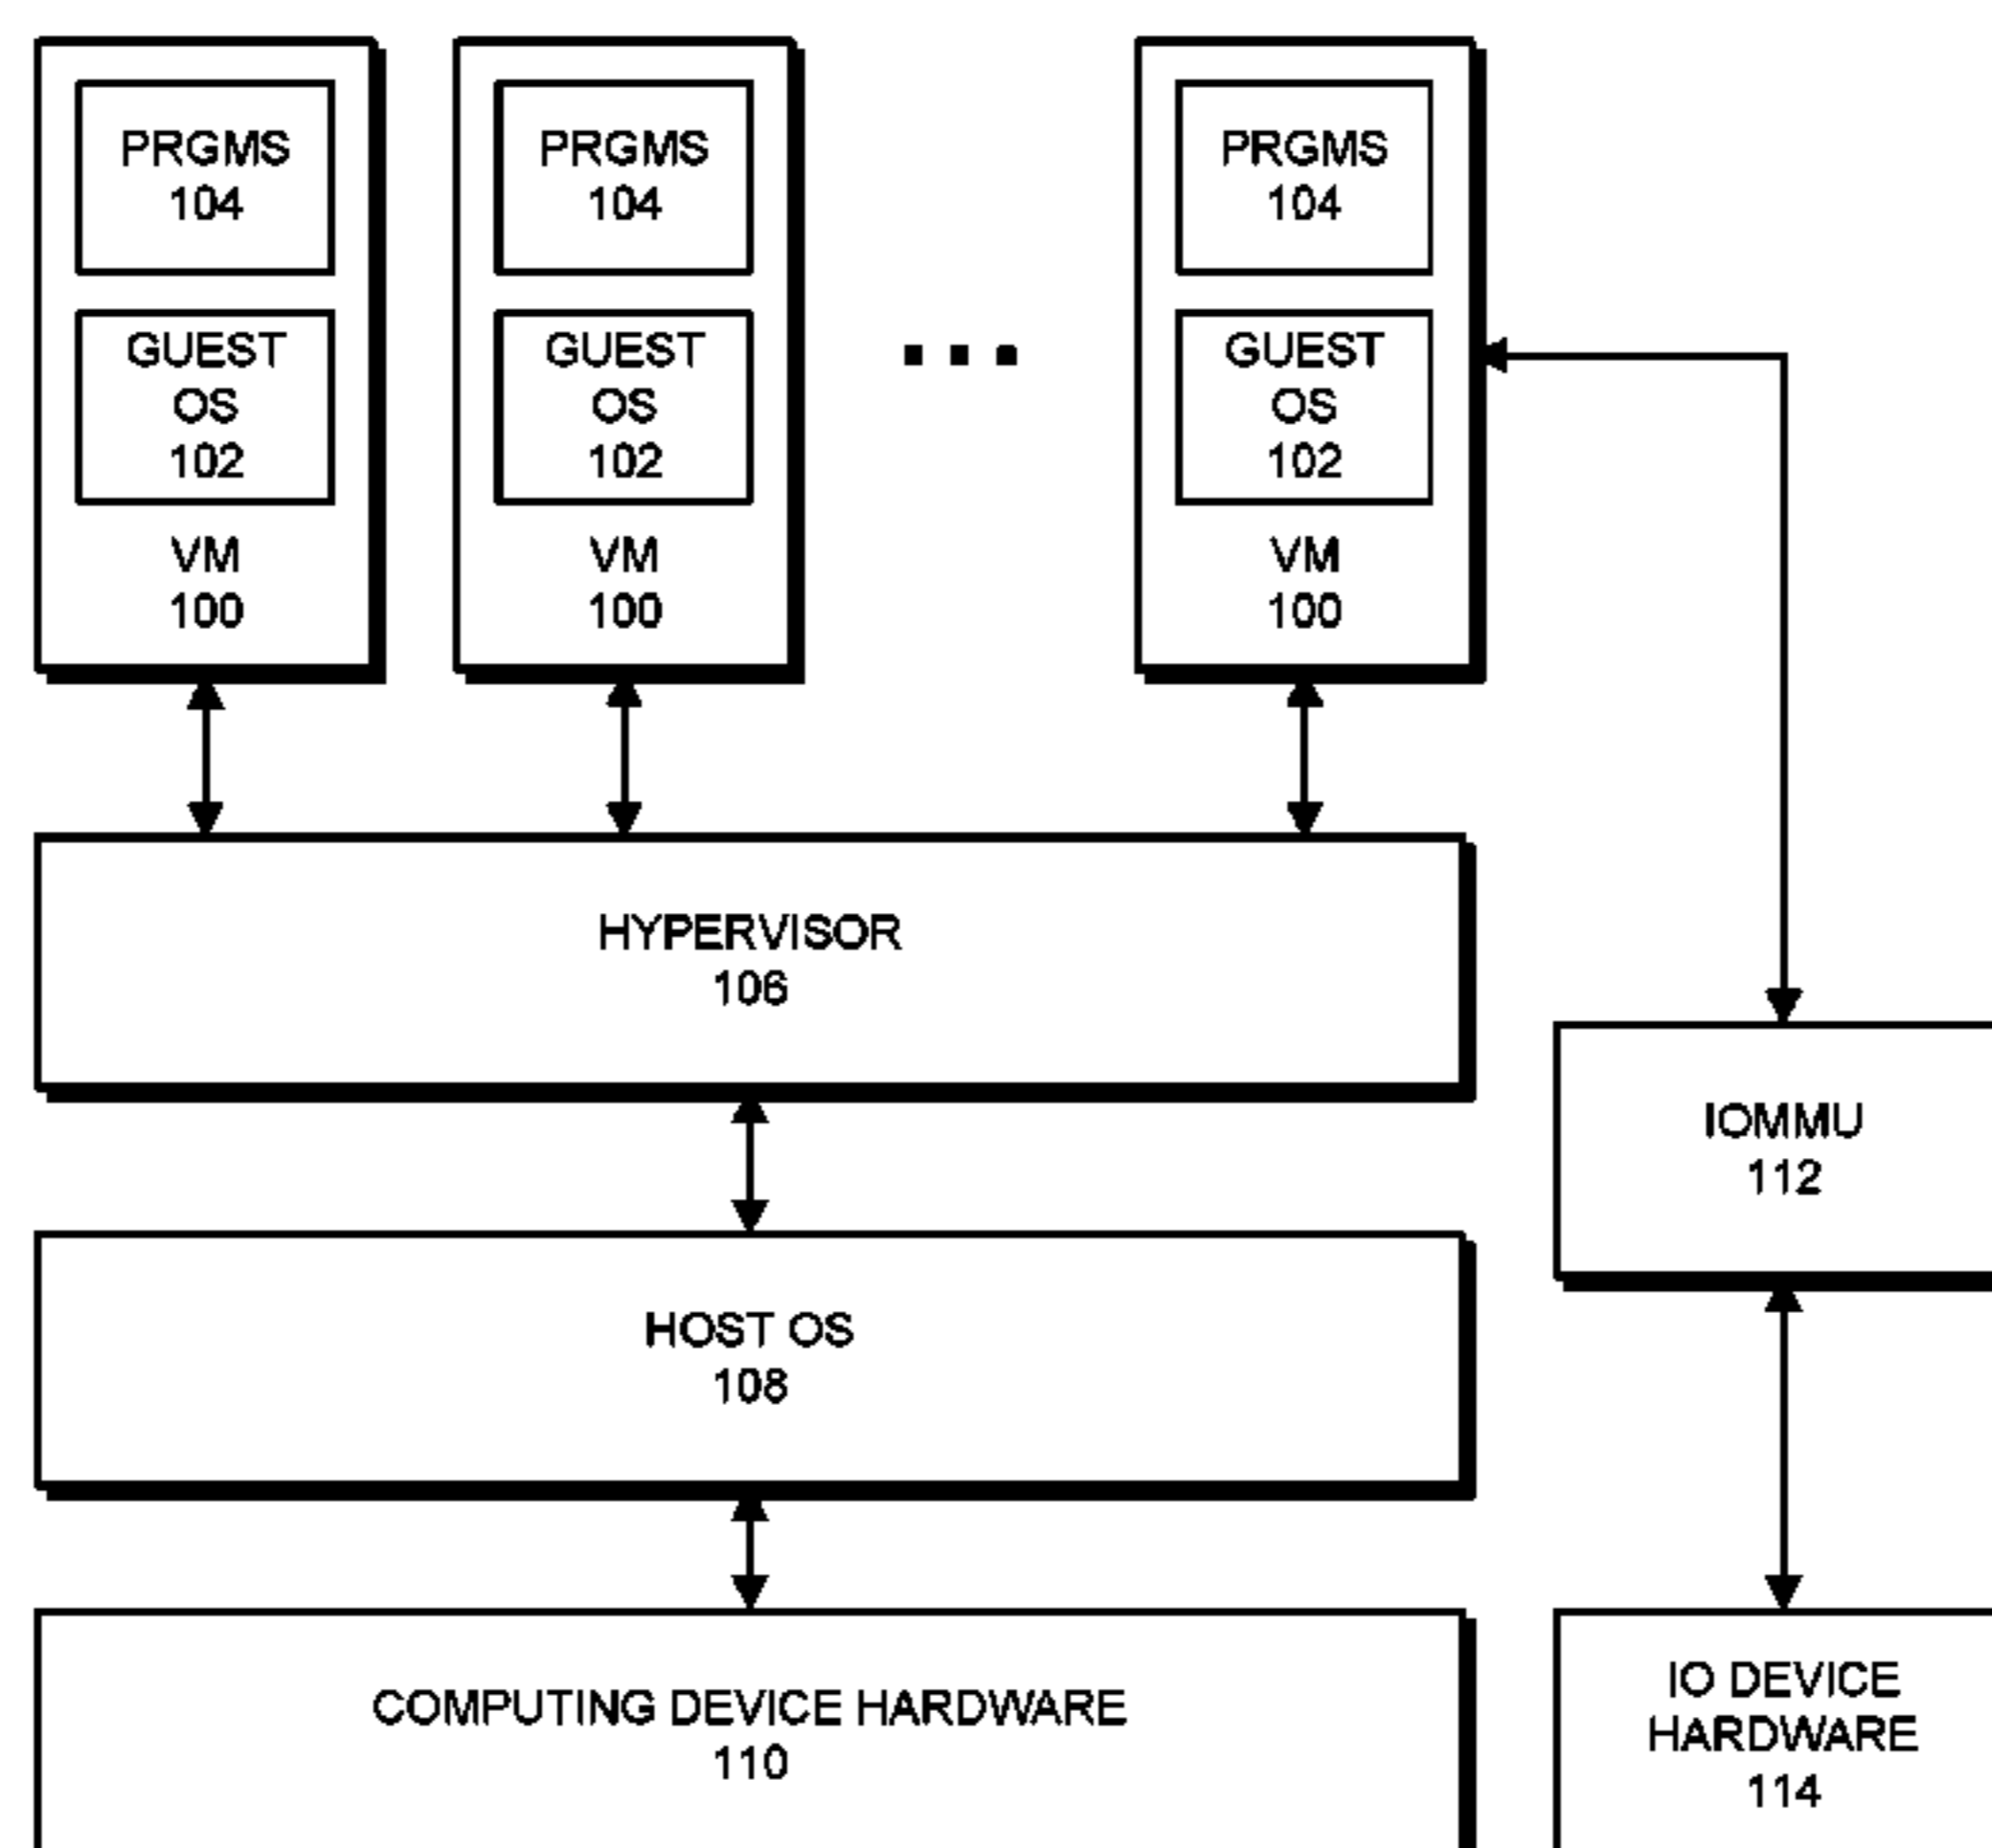 PRGMS
104
GUEST
OS
102
VM
100
PRGMS
104
GUEST
OS
102
VM
100
PRGMS
104
GUEST
OS
102
VM
100
HYPERVISOR
106
IOMMU
112
HOST OS
108
COMPUTING DEVICE HARDWARE
110
IO DEVICE
HARDWARE
114